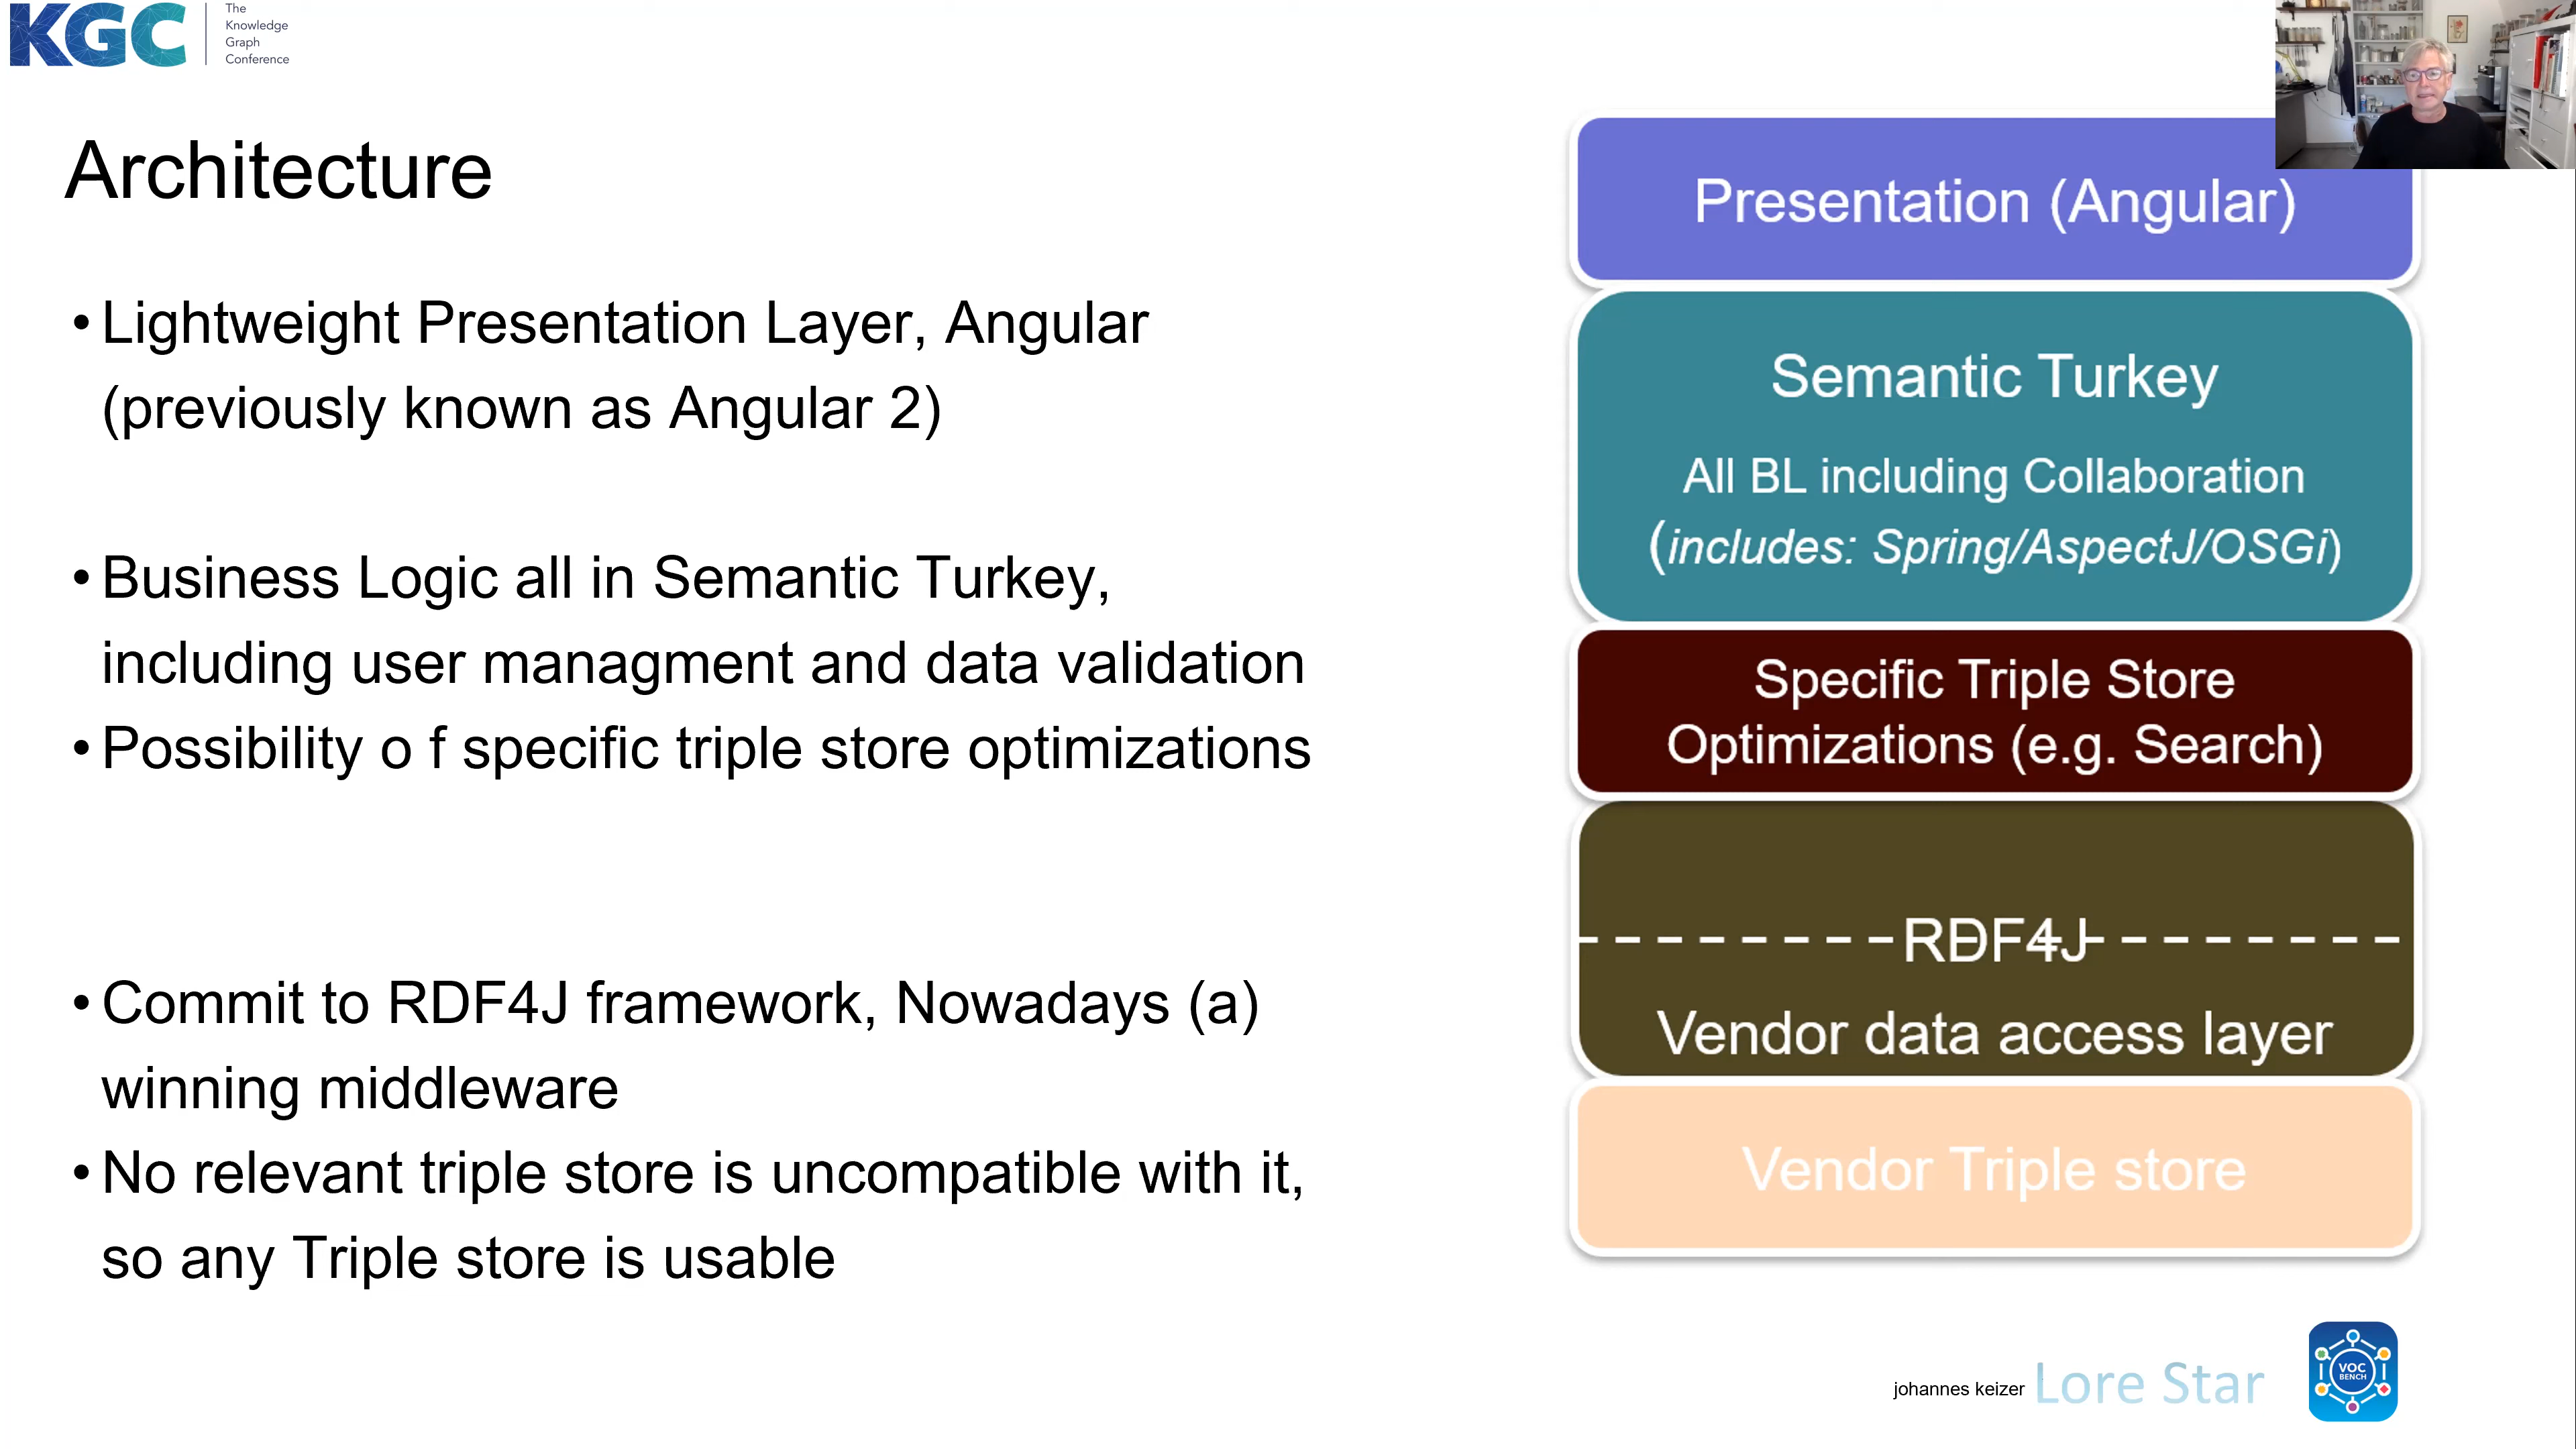 KGC
The
Knowledge
Graph
Conference
Architecture
• Lightweight Presentation Layer, Angular
(previously known as Angular 2)
• Business Logic all in Semantic Turkey,
including user managment and data validation
• Possibility o f specific triple store optimizations
• Commit to RDF4J framework, Nowadays (a)
winning middleware
• No relevant triple store is uncompatible with it,
so any Triple store is usable
Presentation (Angular)
Semantic Turkey
All BL including Collaboration
(includes: Spring/AspectJ/OSGi)
Specific Triple Store
Optimizations (e.g. Search)
RDF4J
Vendor data access layer
Vendor Triple store
johannes keizer
Lore Star
VOC
BENCH